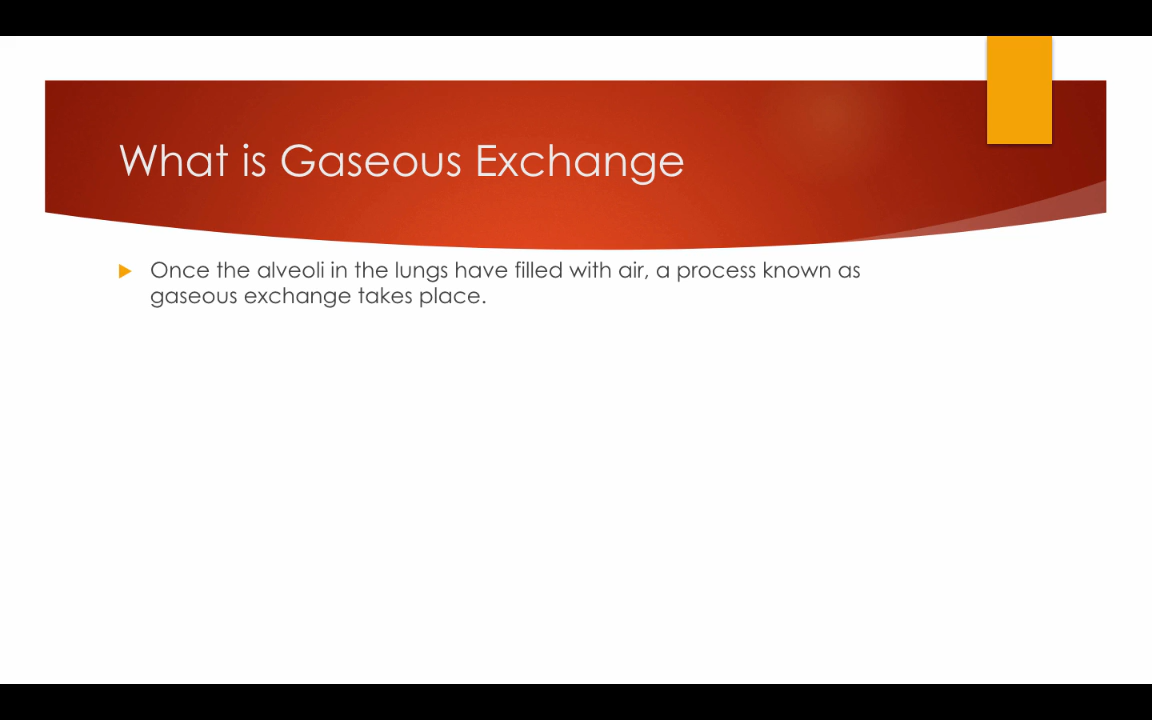 What is Gaseous Exchange
Once the alveoli in the lungs have filled with air, a process known as
gaseous exchange takes place.